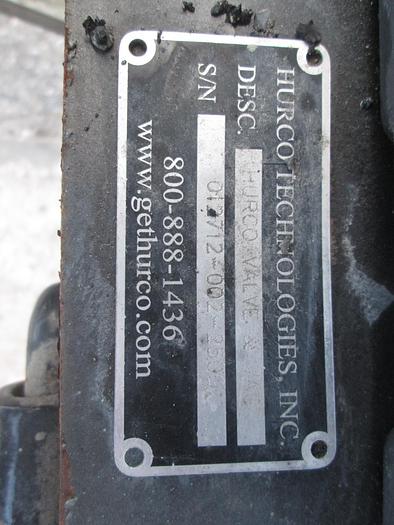 HURCO TECHNOLOGIES, INC.
DESC. HURCO VALVE
S/N
800-888-1436
www.gethurco.com